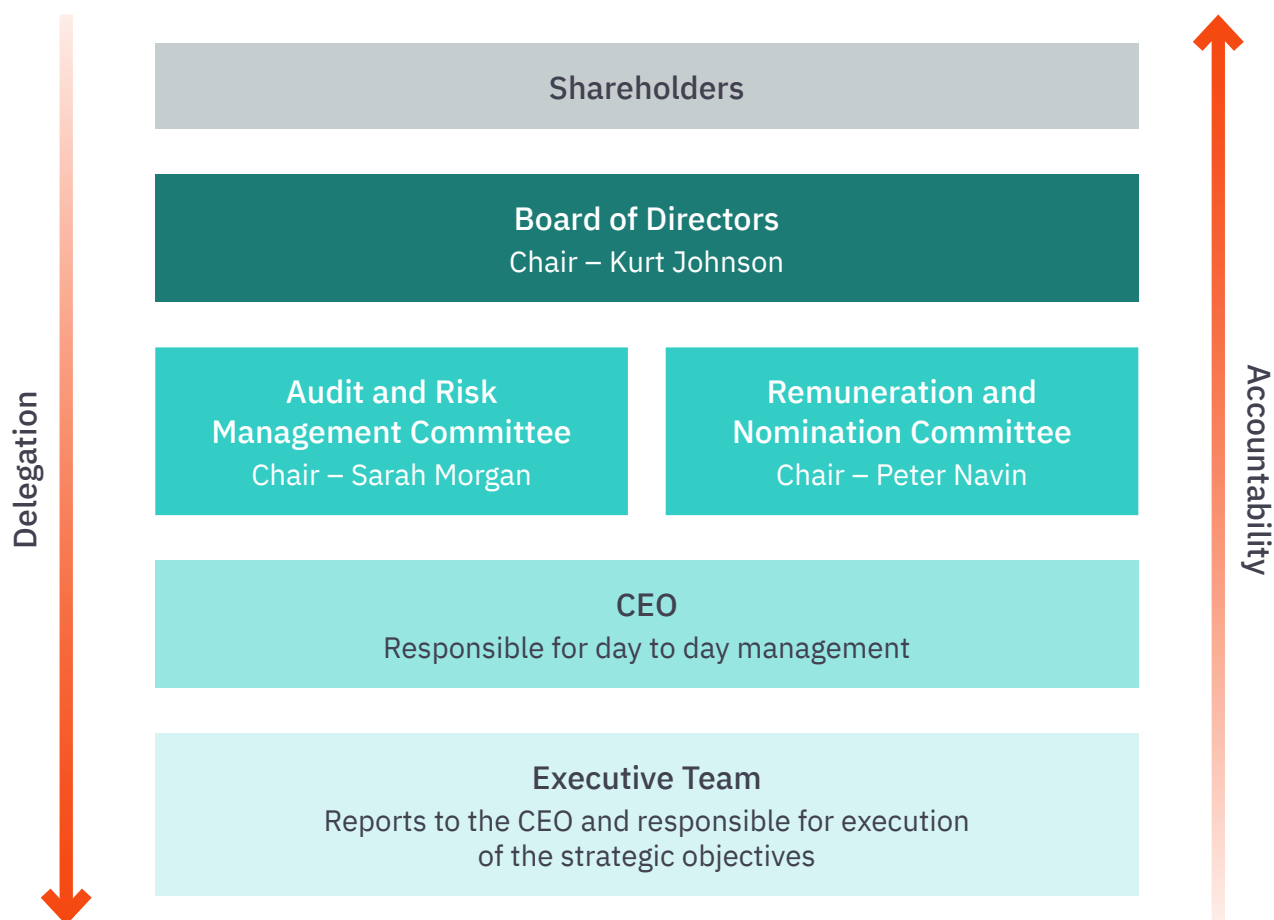 Shareholders
Board of Directors
Chair – Kurt Johnson
Audit and Risk
Management Committee
Chair – Sarah Morgan
Remuneration and
Nomination Committee
Chair – Peter Navin
CEO
Responsible for day to day management
Executive Team
Reports to the CEO and responsible for execution
of the strategic objectives
Delegation
Accountability